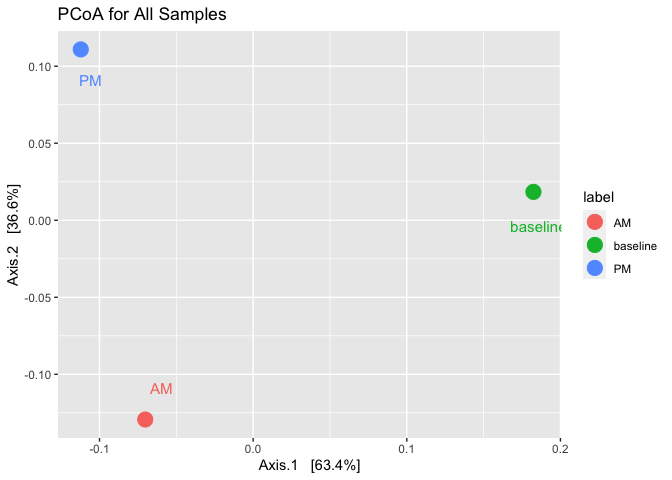 PCoA for All Samples
0.10
0.05
0.00
-0.05
-0.10
Axis.2 [36.6%]
PM
baseline
AM
-0.1
0.0
0.1
0.2
Axis.1 [63.4%]
label
AM
baseline
PM